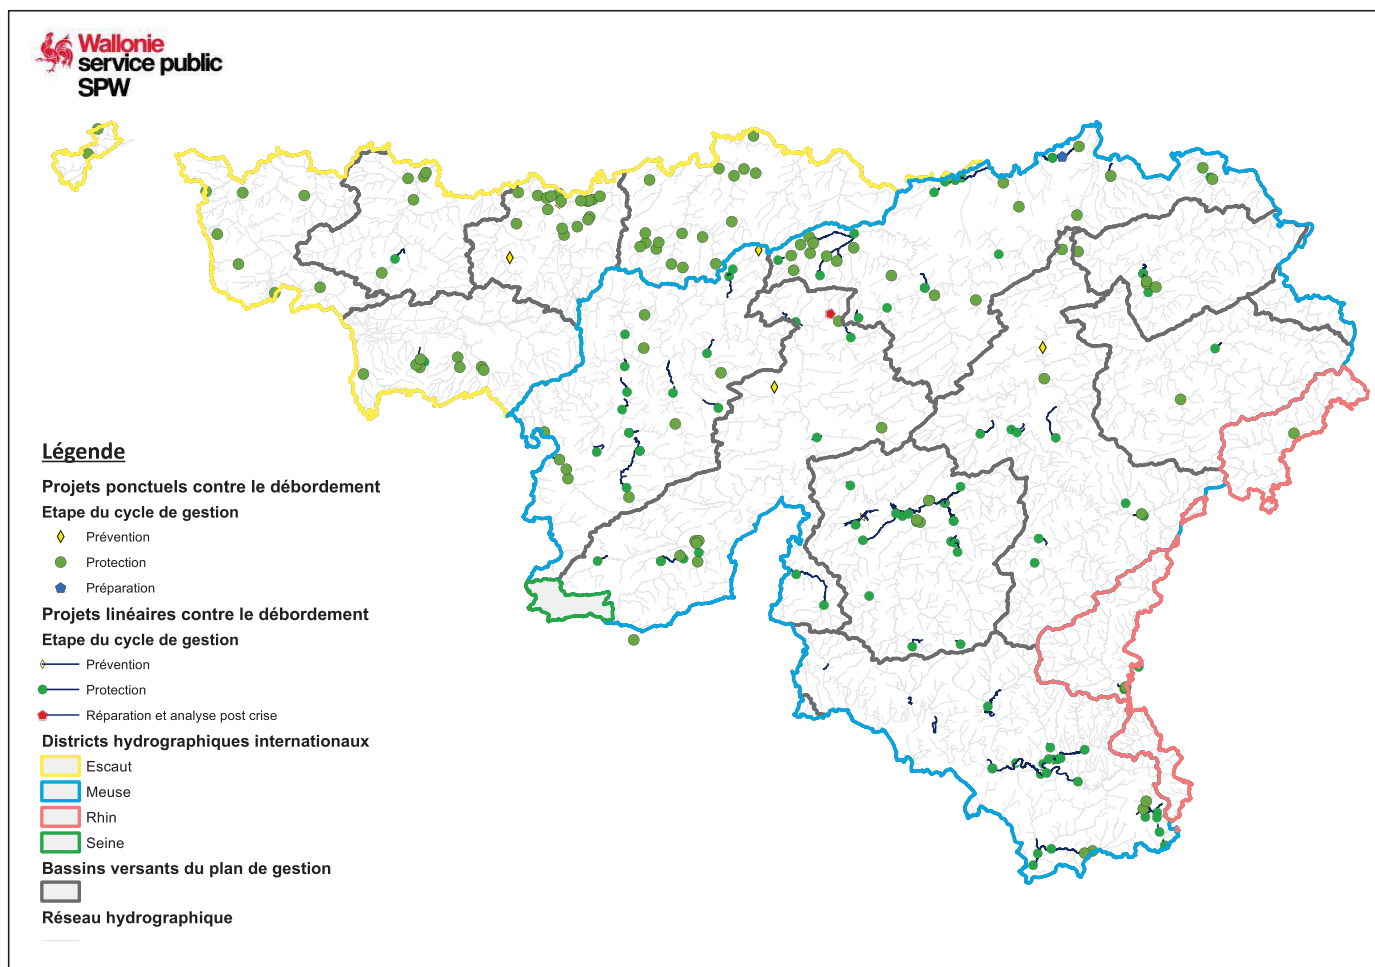 Wallonie
service public
SPW
Légende
Projets ponctuels contre le débordement
Etape du cycle de gestion
Prévention
Protection
Préparation
Projets linéaires contre le débordement
Etape du cycle de gestion
Prévention
Protection
Réparation et analyse post crise
Districts hydrographiques internationaux
Escaut
Meuse
Rhin
Seine
Bassins versants du plan de gestion
Réseau hydrographique